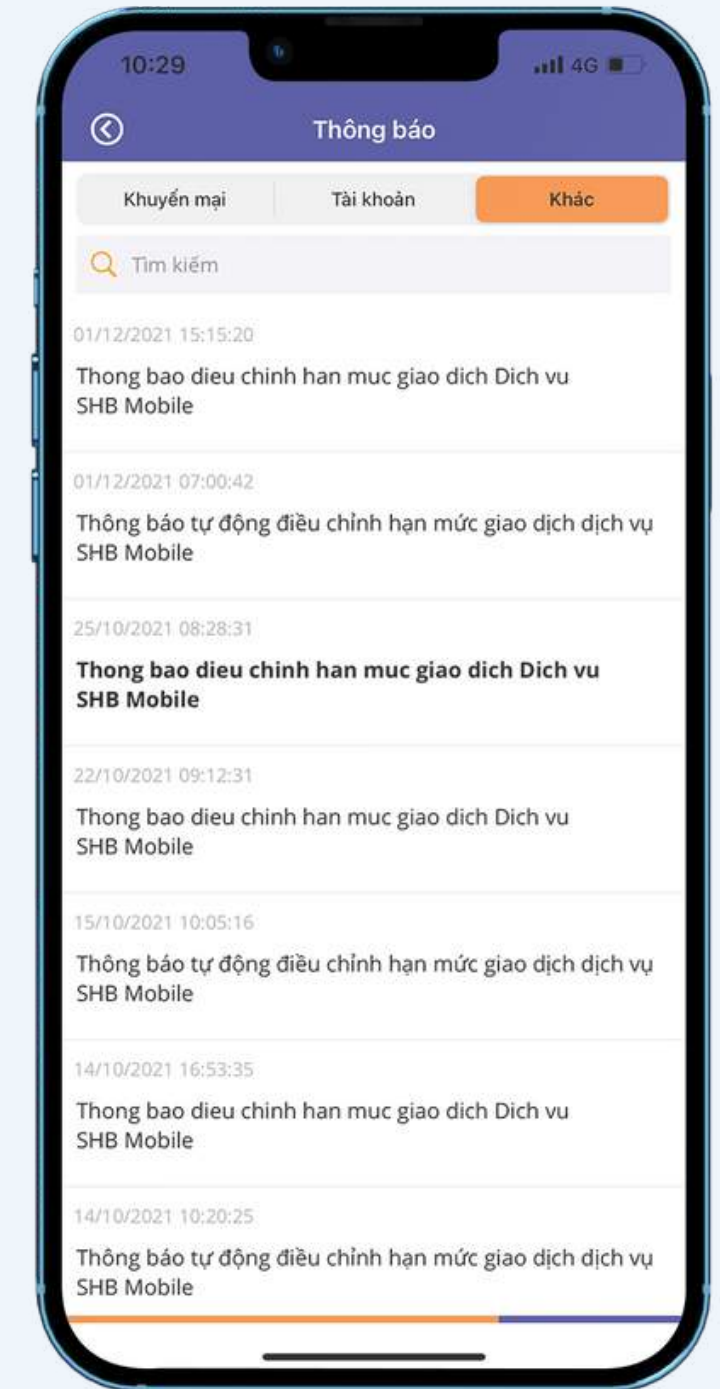 10:29
4G
Thông báo
Khuyến mại Tài khoản Khác
Tìm kiếm
01/12/2021 15:15:20
Thong bao dieu chinh han muc giao dich Dich vu
SHB Mobile
01/12/2021 07:00:42
Thông báo tự động điều chỉnh hạn mức giao dịch dịch vụ
SHB Mobile
25/10/2021 08:28:31
Thong bao dieu chinh han muc giao dich Dich vu
SHB Mobile
22/10/2021 09:12:31
Thong bao dieu chinh han muc giao dich Dich vu
SHB Mobile
15/10/2021 10:05:16
Thông báo tự động điều chỉnh hạn mức giao dịch dịch vụ
SHB Mobile
14/10/2021 16:53:35
Thong bao dieu chinh han muc giao dich Dich vu
SHB Mobile
14/10/2021 10:20:25
Thông báo tự động điều chỉnh hạn mức giao dịch dịch vụ
SHB Mobile